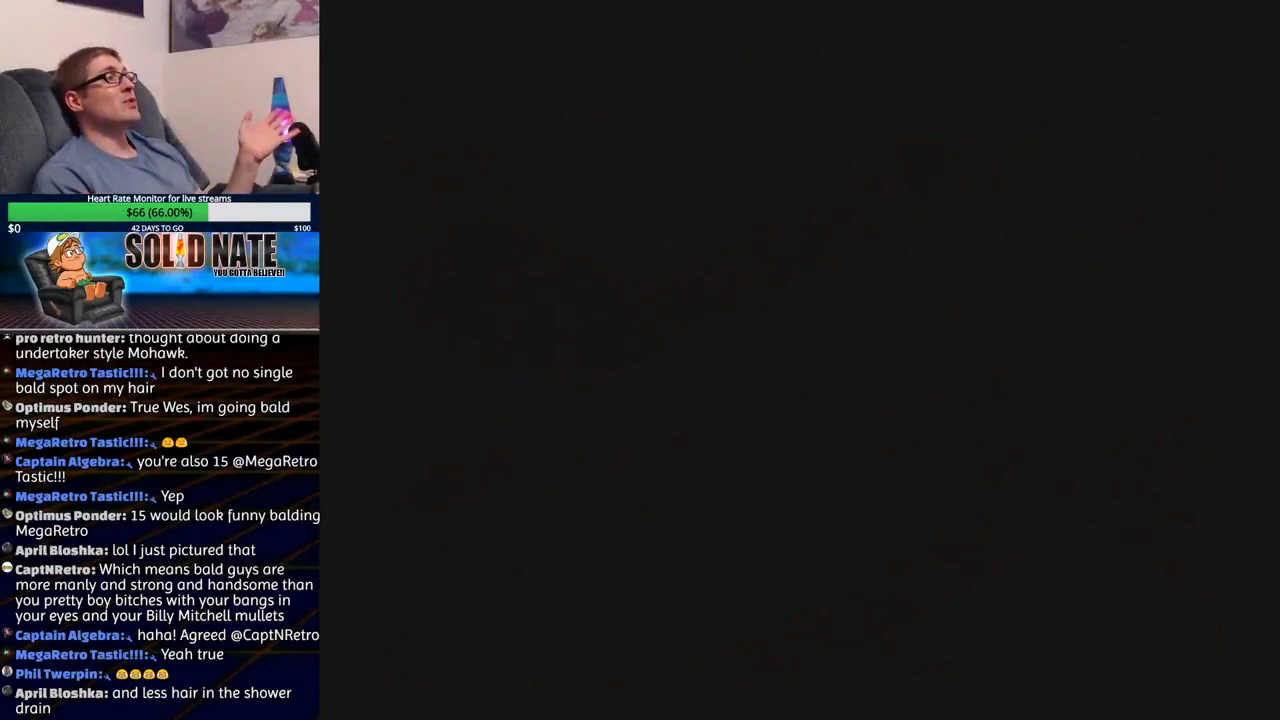 Heart Rate Monitor for live streams
$66 (66.00%)
$0 42 DAYS TO GO $100
SOLID NATE
YOU GOTTA BELIEVE!!
pro retro hunter: thought about doing a
undertaker style Mohawk.
MegaRetro Tastic!!!: I don't got no single
bald spot on my hair
Optimus Ponder: True Wes, im going bald
myself
MegaRetro Tastic!!!:
Captain Algebra: you're also 15 @MegaRetro
Tastic!!!
MegaRetro Tastic!!!: Yep
Optimus Ponder: 15 would look funny balding
MegaRetro
April Bloshka: lol I just pictured that
CaptNRetro: Which means bald guys are
more manly and strong and handsome than
you pretty boy bitches with your bangs in
your eyes and your Billy Mitchell mullets
Captain Algebra: haha! Agreed @CaptNRetro
MegaRetro Tastic!!!: Yeah true
Phil Twerpin:
April Bloshka: and less hair in the shower
drain